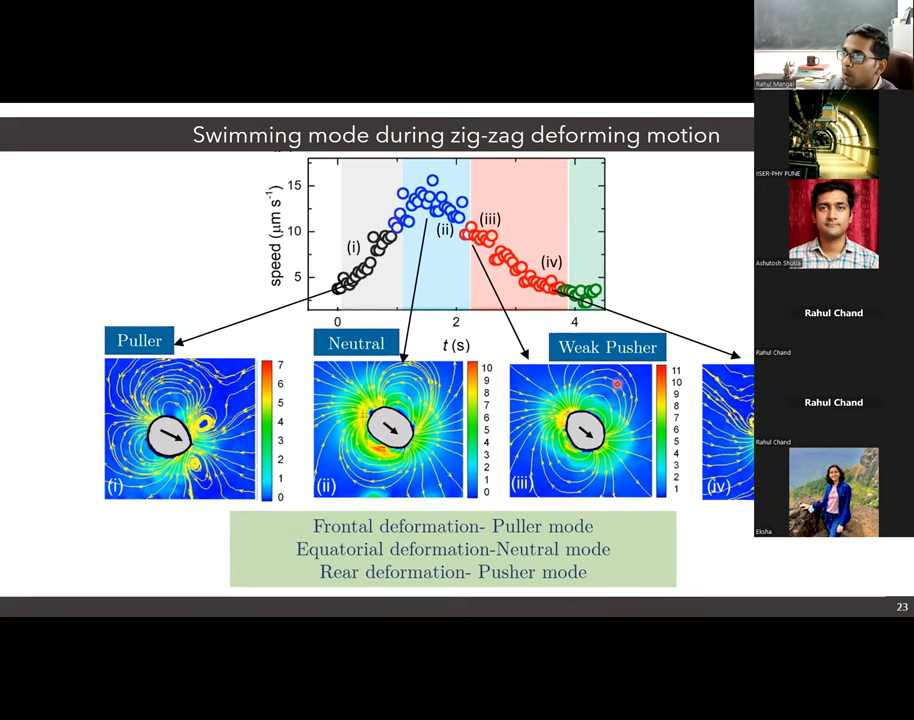 Swimming mode during zig-zag deforming motion
speed (μm s⁻¹)
15
10
5
(i)
(ii)
(iii)
(iv)
0
2
4
t (s)
Puller
Neutral
Weak Pusher
7
6
5
4
3
2
1
0
(i)
10
9
8
7
6
5
4
3
2
1
0
(ii)
11
10
9
8
7
6
5
4
3
2
1
(iii)
(iv)
Frontal deformation- Puller mode
Equatorial deformation-Neutral mode
Rear deformation- Pusher mode
23
Rahul Mangal
IISER-PHY PUNE
Ashutosh Shukla
Rahul Chand
Rahul Chand
Rahul Chand
Rahul Chand
Eksha